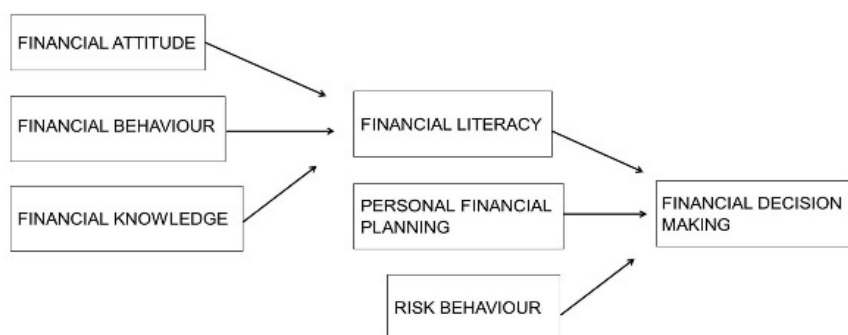 FINANCIAL ATTITUDE
FINANCIAL BEHAVIOUR
FINANCIAL KNOWLEDGE
FINANCIAL LITERACY
PERSONAL FINANCIAL
PLANNING
RISK BEHAVIOUR
FINANCIAL DECISION
MAKING